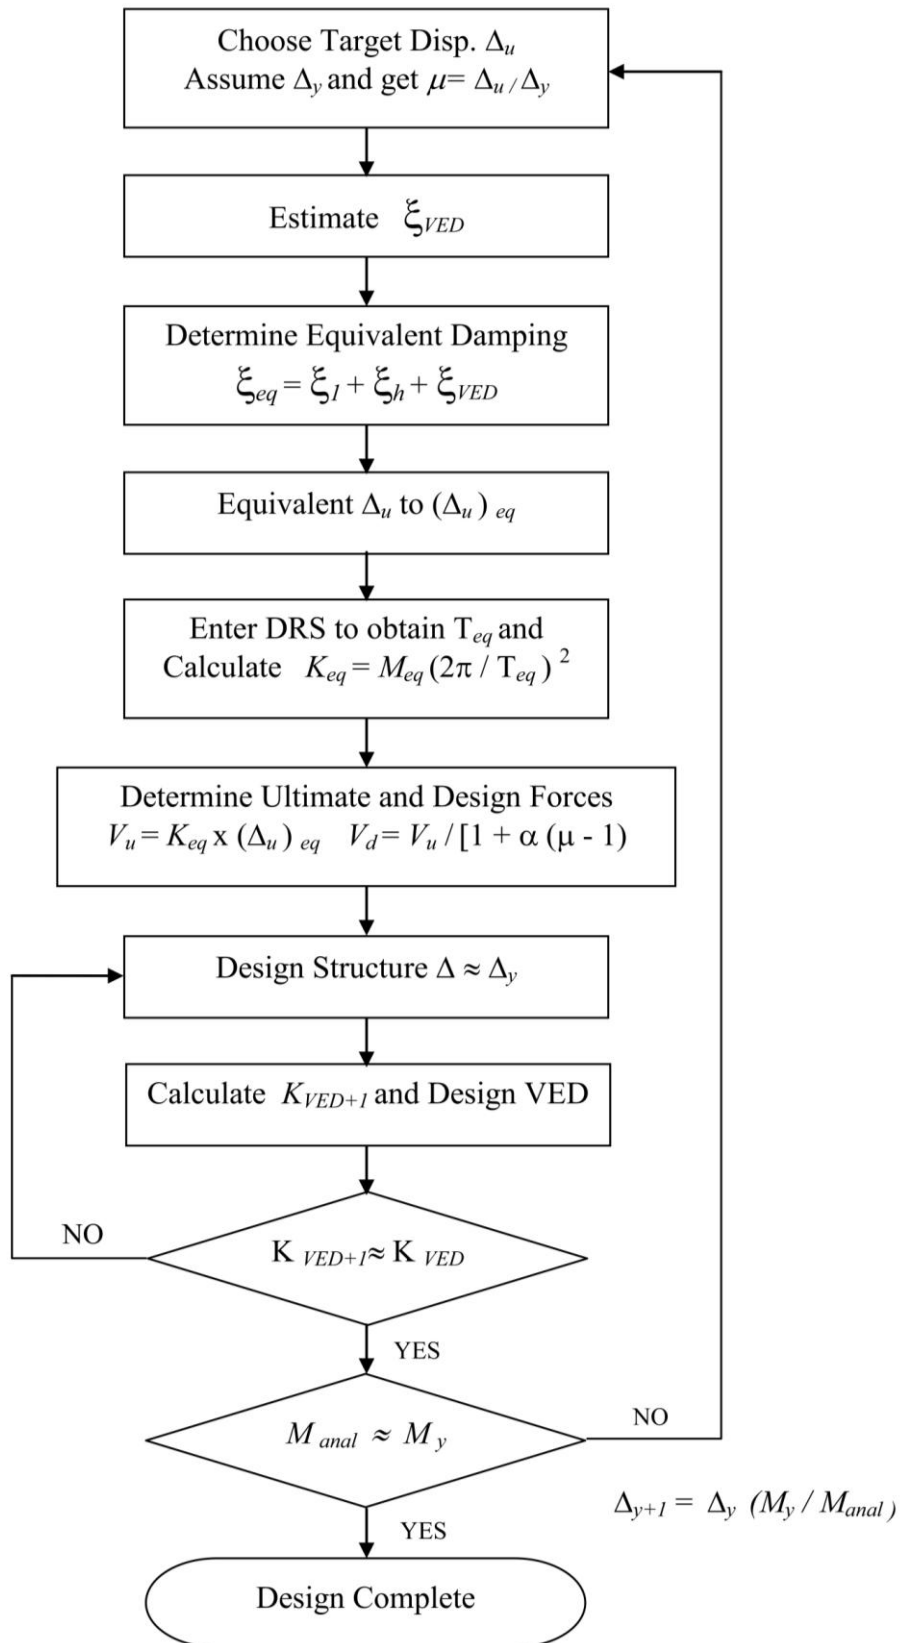 Choose Target Disp. Δu
Assume Δy and get μ= Δu / Δy
Estimate ξVED
Determine Equivalent Damping
ξeq = ξ1 + ξh + ξVED
Equivalent Δu to (Δu) eq
Enter DRS to obtain Teq and
Calculate Keq = Meq (2π / Teq ) 2
Determine Ultimate and Design Forces
Vu = Keq x (Δu) eq Vd = Vu / [1 + α (μ - 1)
Design Structure Δ ≈ Δy
Calculate KVED+1 and Design VED
NO
K VED+1≈ K VED
YES
M anal ≈ M y
NO
Δy+1 = Δy (My / Manal )
YES
Design Complete